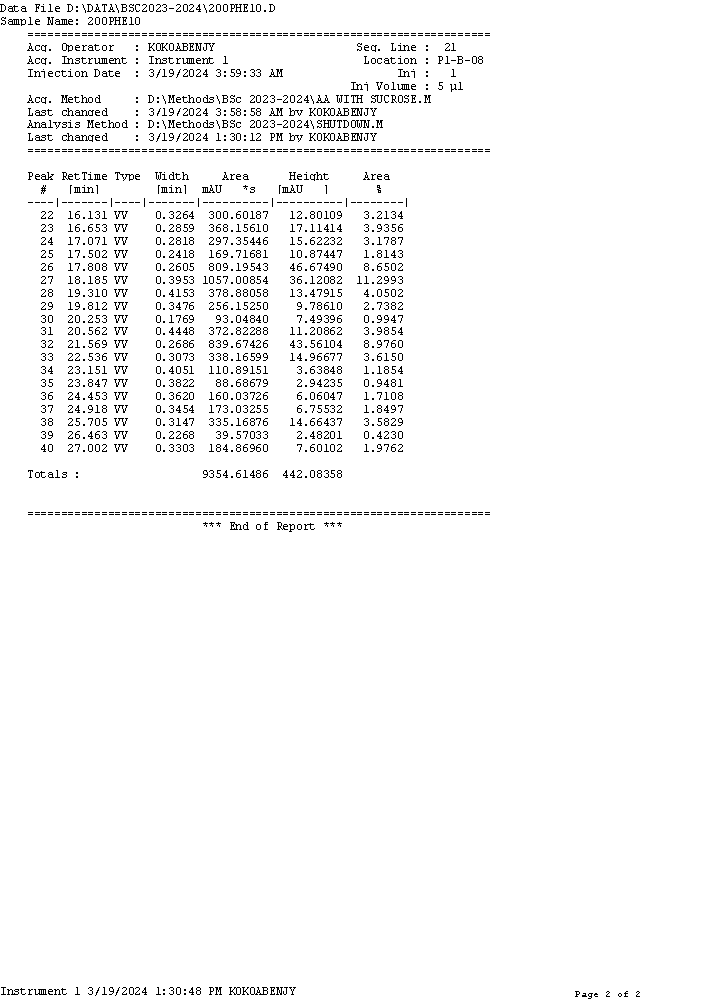 Data File D:\DATA\BSC2023-2024\200PHE10.D
Sample Name: 200PHE10
=====================================================================
Acq. Operator   : KOKOABENJY                     Seq. Line :  21
Acq. Instrument : Instrument 1                    Location : P1-B-08
Injection Date  : 3/19/2024 3:59:33 AM                 Inj :   1
                                                Inj Volume : 5 µl
Acq. Method     : D:\Methods\BSc 2023-2024\AA WITH SUCROSE.M
Last changed    : 3/19/2024 3:58:58 AM by KOKOABENJY
Analysis Method : D:\Methods\BSc 2023-2024\SHUTDOWN.M
Last changed    : 3/19/2024 1:30:12 PM by KOKOABENJY
=====================================================================
Peak RetTime Type  Width     Area      Height     Area
  #   [min]        [min]  mAU   *s   [mAU   ]      %
----|-------|----|-------|----------|----------|--------|
22  16.131 VV    0.3264  300.60187   12.80109   3.2134
23  16.653 VV    0.2859  368.15610   17.11414   3.9356
24  17.071 VV    0.2818  297.35446   15.62232   3.1787
25  17.502 VV    0.2418  169.71681   10.87447   1.8143
26  17.808 VV    0.2605  809.19543   46.67490   8.6502
27  18.185 VV    0.3953 1057.00854   36.12082  11.2993
28  19.310 VV    0.4153  378.88058   13.47915   4.0502
29  19.812 VV    0.3476  256.15250    9.78610   2.7382
30  20.253 VV    0.1769   93.04840    7.49396   0.9947
31  20.562 VV    0.4448  372.82288   11.20862   3.9854
32  21.569 VV    0.2686  839.67426   43.56104   8.9760
33  22.536 VV    0.3073  338.16599   14.96677   3.6150
34  23.151 VV    0.4051  110.89151    3.63848   1.1854
35  23.847 VV    0.3822   88.68679    2.94235   0.9481
36  24.453 VV    0.3620  160.03726    6.06047   1.7108
37  24.918 VV    0.3454  173.03255    6.75532   1.8497
38  25.705 VV    0.3147  335.16876   14.66437   3.5829
39  26.463 VV    0.2268   39.57033    2.48201   0.4230
40  27.002 VV    0.3303  184.86960    7.60102   1.9762
Totals :                  9354.61486  442.08358
=====================================================================
*** End of Report ***
Instrument 1 3/19/2024 1:30:48 PM KOKOABENJY                Page 2 of 2